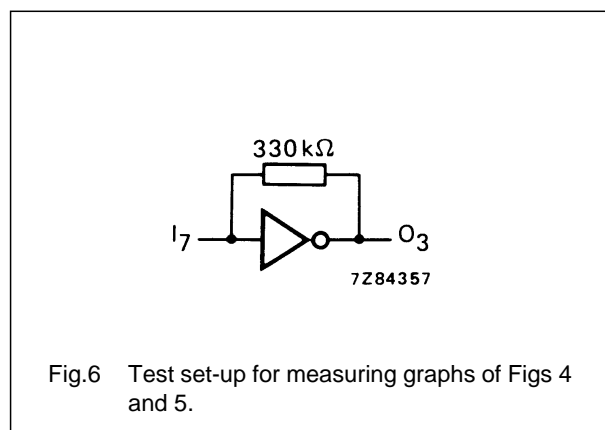 330 kΩ
I7
O3
7Z84357
Fig.6 Test set-up for measuring graphs of Figs 4
and 5.